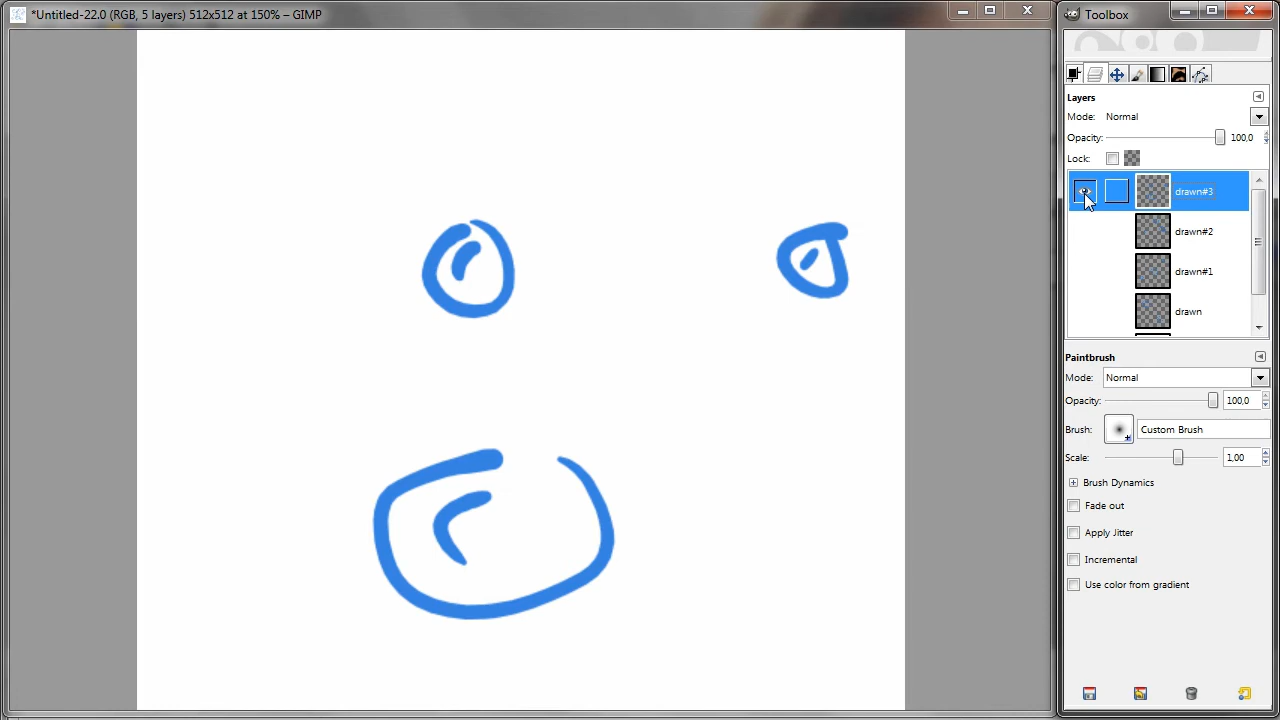 *Untitled-22.0 (RGB, 5 layers) 512x512 at 150% – GIMP
Toolbox
Layers
Mode: Normal
Opacity: 100,0
Lock:
drawn#3
drawn#2
drawn#1
drawn
Paintbrush
Mode: Normal
Opacity: 100,0
Brush: Custom Brush
Scale: 1,00
Brush Dynamics
Fade out
Apply Jitter
Incremental
Use color from gradient